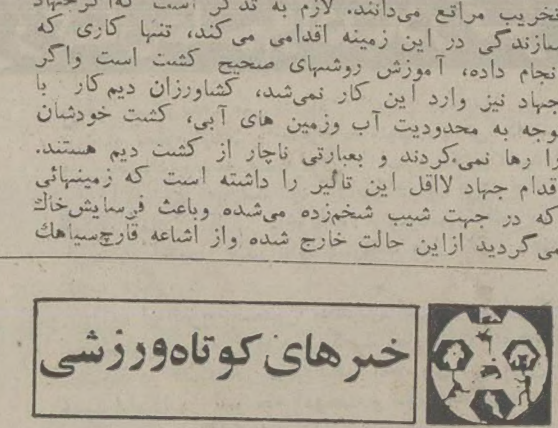 تخریب مراتع می‌دانند. لازم به تذکر است که اگر جهاد
سازندگی در این زمینه اقدامی می‌کند، تنها کاری که
انجام داده، آموزش روشهای صحیح کشت است واگر
جهاد نیز وارد این کار نمی‌شد، کشاورزان دیم‌کار با
توجه به محدودیت آب وزمین های آبی، کشت خودشان
را رها نمی‌کردند و بعبارتی ناچار از کشت دیم هستند.
اقدام جهاد لااقل این تاثیر را داشته است که زمینهائی
که در جهت شیب شخم‌زده می‌شده وباعث فرسایش‌خاك
می‌گردید ازاین حالت خارج شده واز اشاعه قارچ‌سیاهك
خبرهای کوتاه‌ورزشی